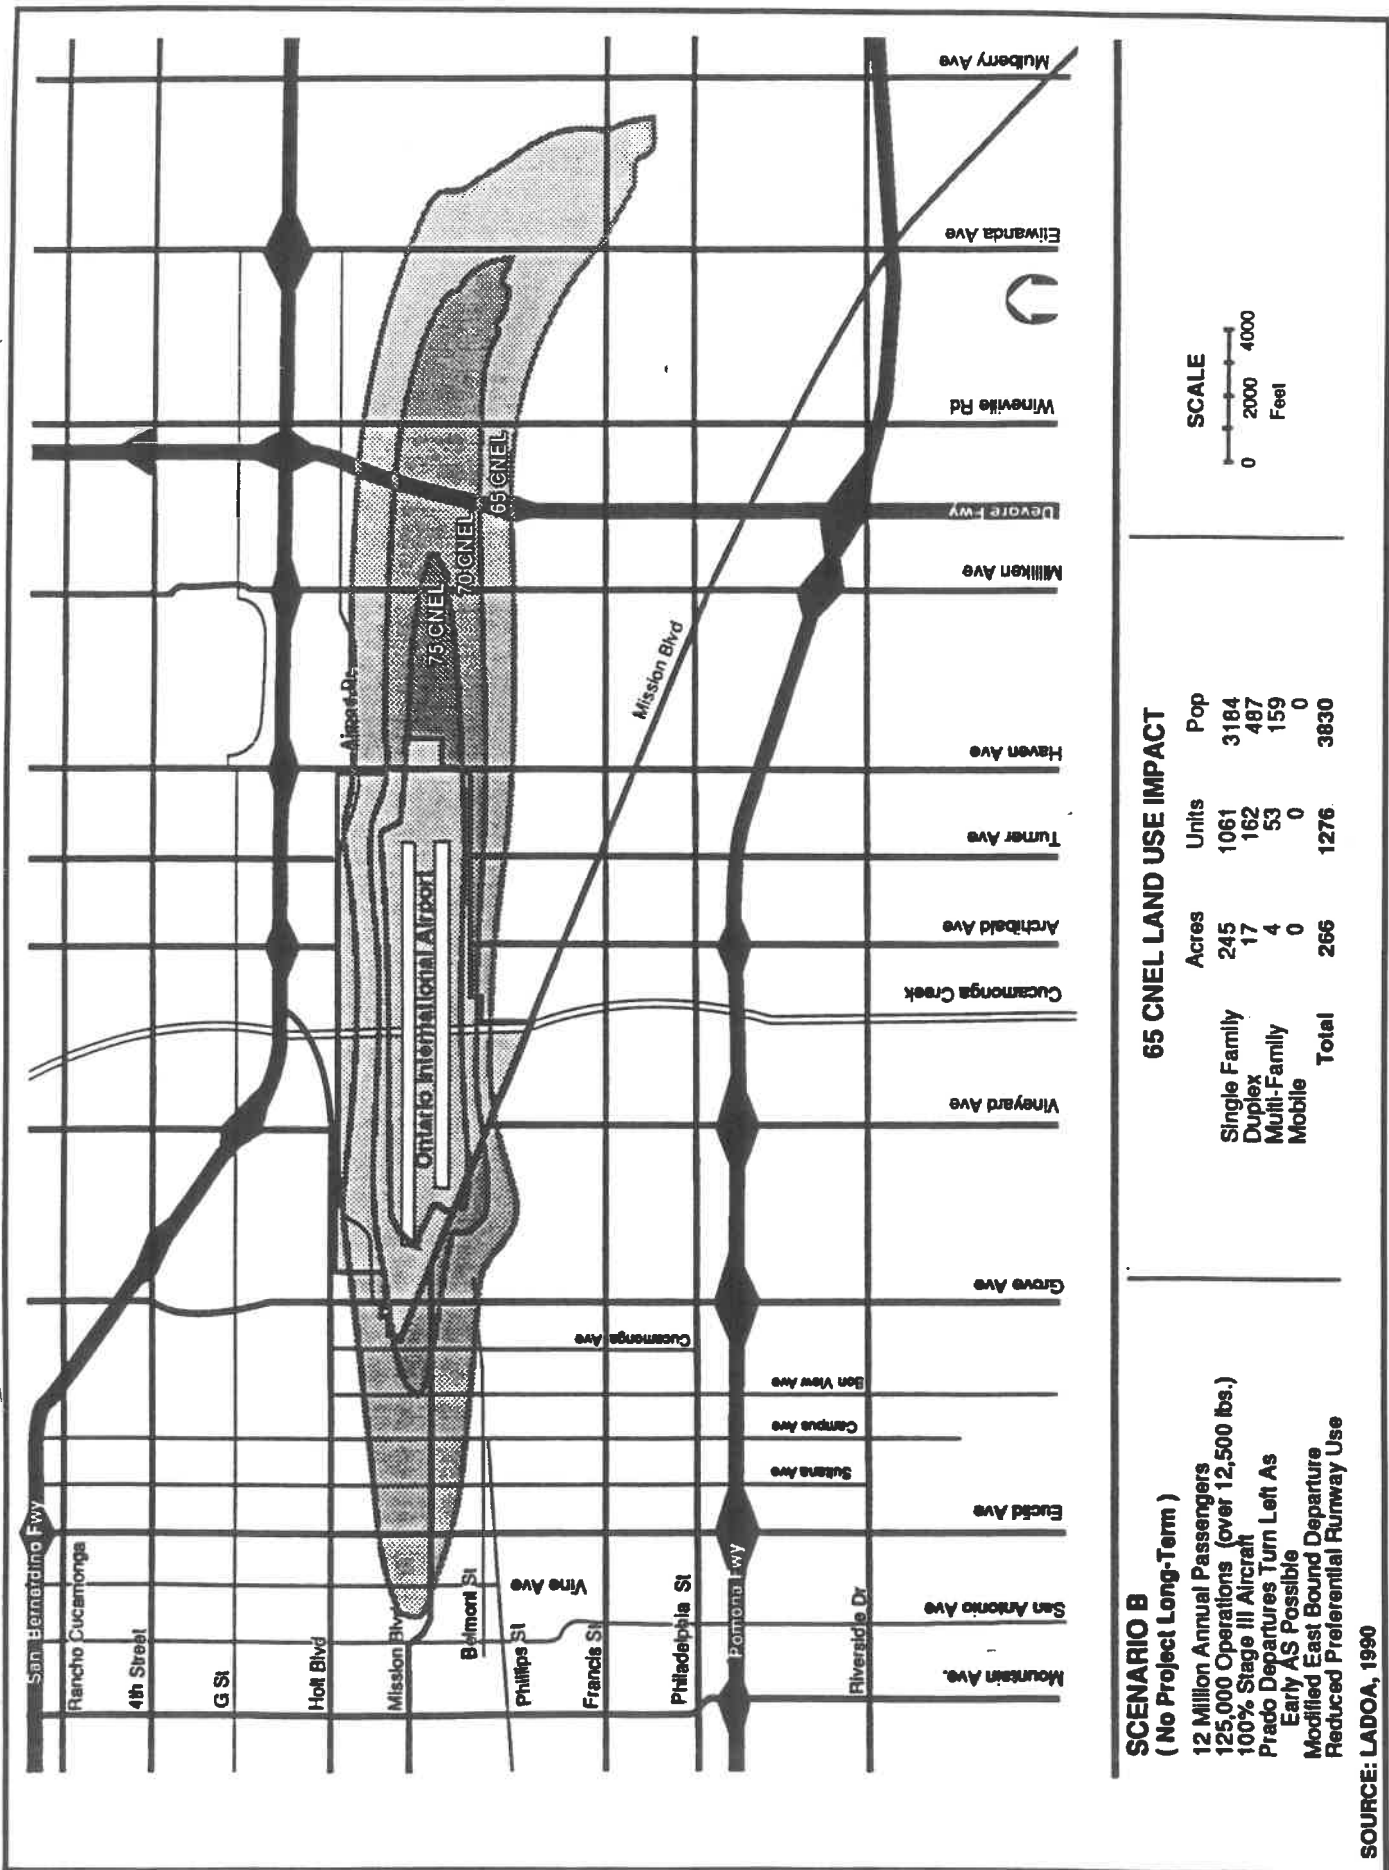 San Bernardino Fwy
Rancho Cucamonga
4th Street
G St
Holt Blvd
Mission Blvd
Belmont St
Phillips St
Francis St
Philadelphia St
Pomona Fwy
Riverside Dr
Mountain Ave.
San Antonio Ave
Vine Ave
Euclid Ave
Sultana Ave
Campus Ave
Bon View Ave
Cucamonga Ave
Grove Ave
Vineyard Ave
Cucamonga Creek
Archibald Ave
Turner Ave
Haven Ave
Milliken Ave
Devore Fwy
Wineville Rd
Etiwanda Ave
Mulberry Ave
Airport Dr.
Ontario International Airport
Mission Blvd
75 CNEL
70 CNEL
65 CNEL
SCENARIO B
( No Project Long-Term )
12 Million Annual Passengers
125,000 Operations (over 12,500 lbs.)
100% Stage III Aircraft
Prado Departures Turn Left As
Early AS Possible
Modified East Bound Departure
Reduced Preferential Runway Use
65 CNEL LAND USE IMPACT
Acres Units Pop
Single Family 245 1061 3184
Duplex 17 162 487
Multi-Family 4 53 159
Mobile 0 0 0
Total 266 1276 3830
SCALE
0 2000 4000
Feet
SOURCE: LADOA, 1990